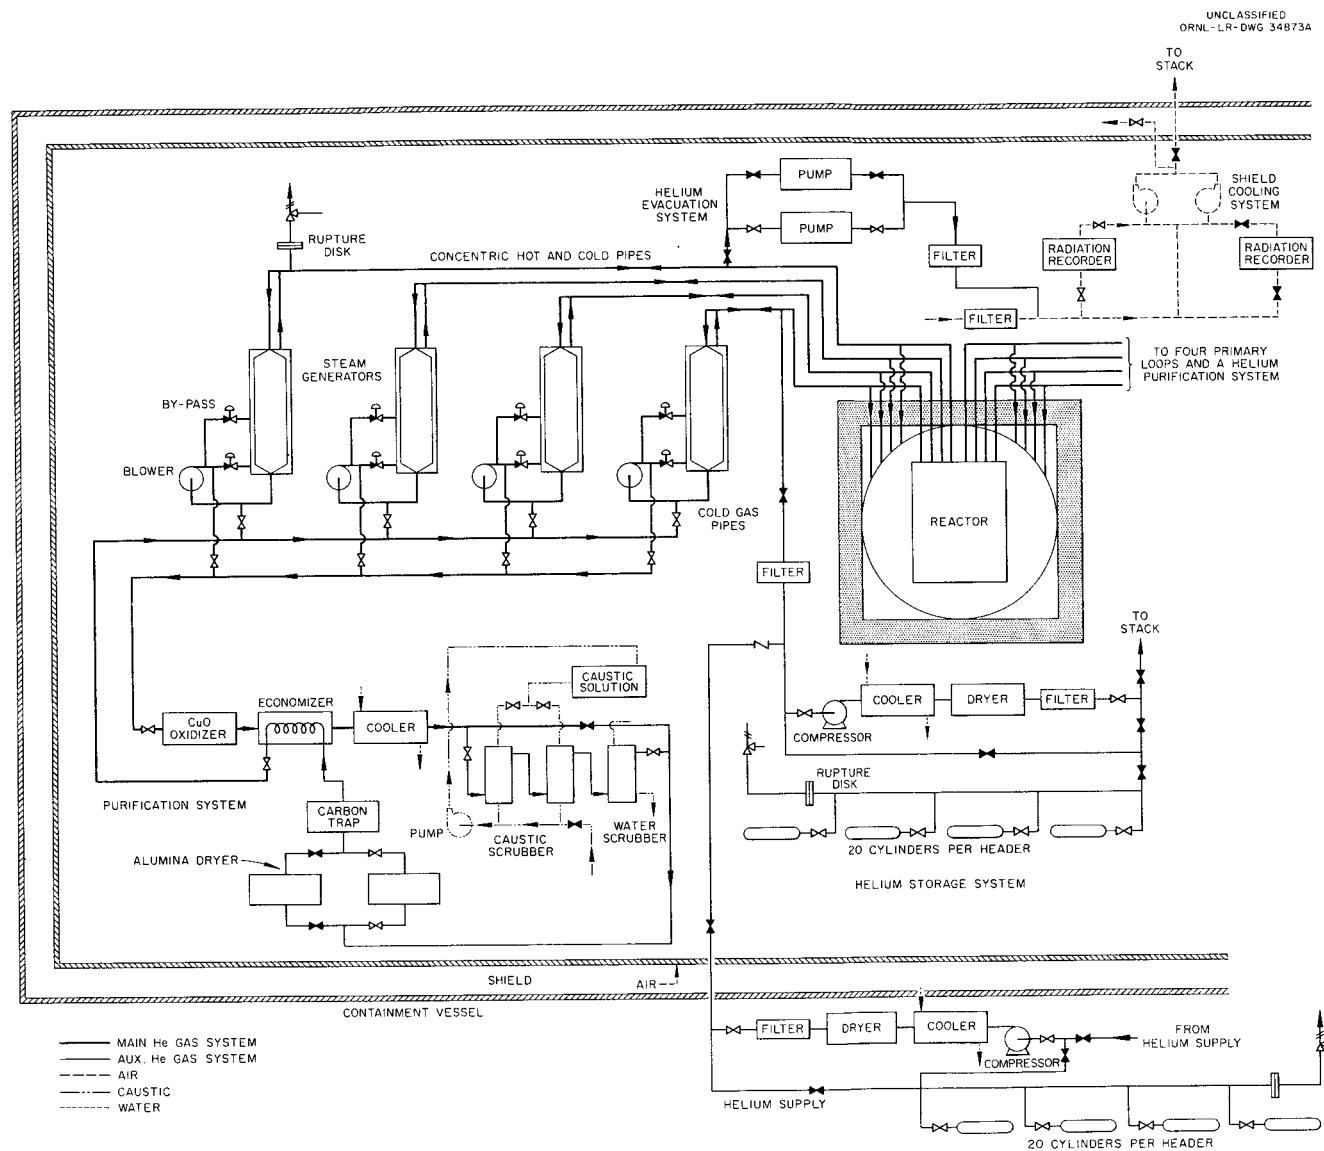 UNCLASSIFIED
ORNL-LR-DWG 34873A
TO
STACK
HELIUM
EVACUATION
SYSTEM
PUMP
PUMP
SHIELD
COOLING
SYSTEM
RUPTURE
DISK
CONCENTRIC HOT AND COLD PIPES
FILTER
RADIATION
RECORDER
RADIATION
RECORDER
FILTER
STEAM
GENERATORS
TO FOUR PRIMARY
LOOPS AND A HELIUM
PURIFICATION SYSTEM
BY-PASS
BLOWER
COLD GAS
PIPES
REACTOR
FILTER
TO
STACK
CAUSTIC
SOLUTION
ECONOMIZER
CuO
OXIDIZER
COOLER
COOLER
DRYER
FILTER
COMPRESSOR
RUPTURE
DISK
PURIFICATION SYSTEM
CARBON
TRAP
PUMP
CAUSTIC
SCRUBBER
WATER
SCRUBBER
20 CYLINDERS PER HEADER
ALUMINA DRYER
HELIUM STORAGE SYSTEM
SHIELD
AIR
CONTAINMENT VESSEL
FILTER
DRYER
COOLER
COMPRESSOR
FROM
HELIUM SUPPLY
MAIN He GAS SYSTEM
AUX. He GAS SYSTEM
AIR
CAUSTIC
WATER
HELIUM SUPPLY
20 CYLINDERS PER HEADER